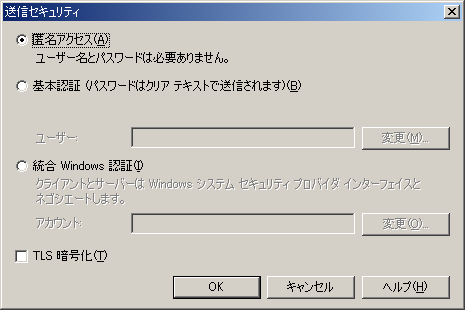 送信セキュリティ
匿名アクセス(A)
ユーザー名とパスワードは必要ありません。
基本認証 (パスワードはクリア テキストで送信されます)(B)
ユーザー:
変更(M)...
統合 Windows 認証(I)
クライアントとサーバーは Windows システム セキュリティ プロバイダ インターフェイスと
ネゴシエートします。
アカウント:
変更(O)...
TLS 暗号化(T)
OK
キャンセル
ヘルプ(H)